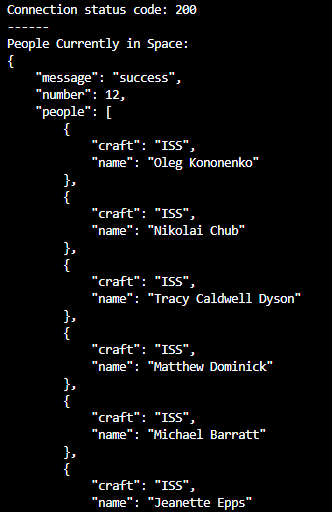 Connection status code: 200
------
People Currently in Space:
{
    "message": "success",
    "number": 12,
    "people": [
        {
            "craft": "ISS",
            "name": "Oleg Kononenko"
        },
        {
            "craft": "ISS",
            "name": "Nikolai Chub"
        },
        {
            "craft": "ISS",
            "name": "Tracy Caldwell Dyson"
        },
        {
            "craft": "ISS",
            "name": "Matthew Dominick"
        },
        {
            "craft": "ISS",
            "name": "Michael Barratt"
        },
        {
            "craft": "ISS",
            "name": "Jeanette Epps"